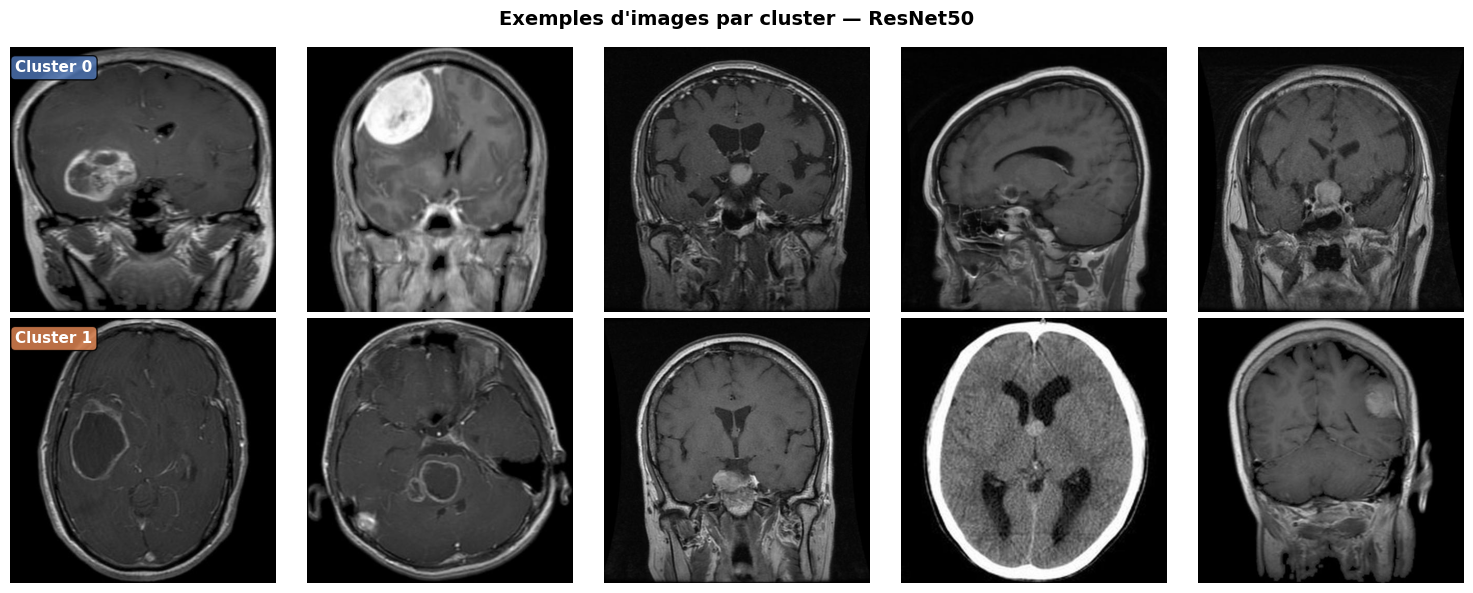 Exemples d'images par cluster — ResNet50
Cluster 0
Cluster 1